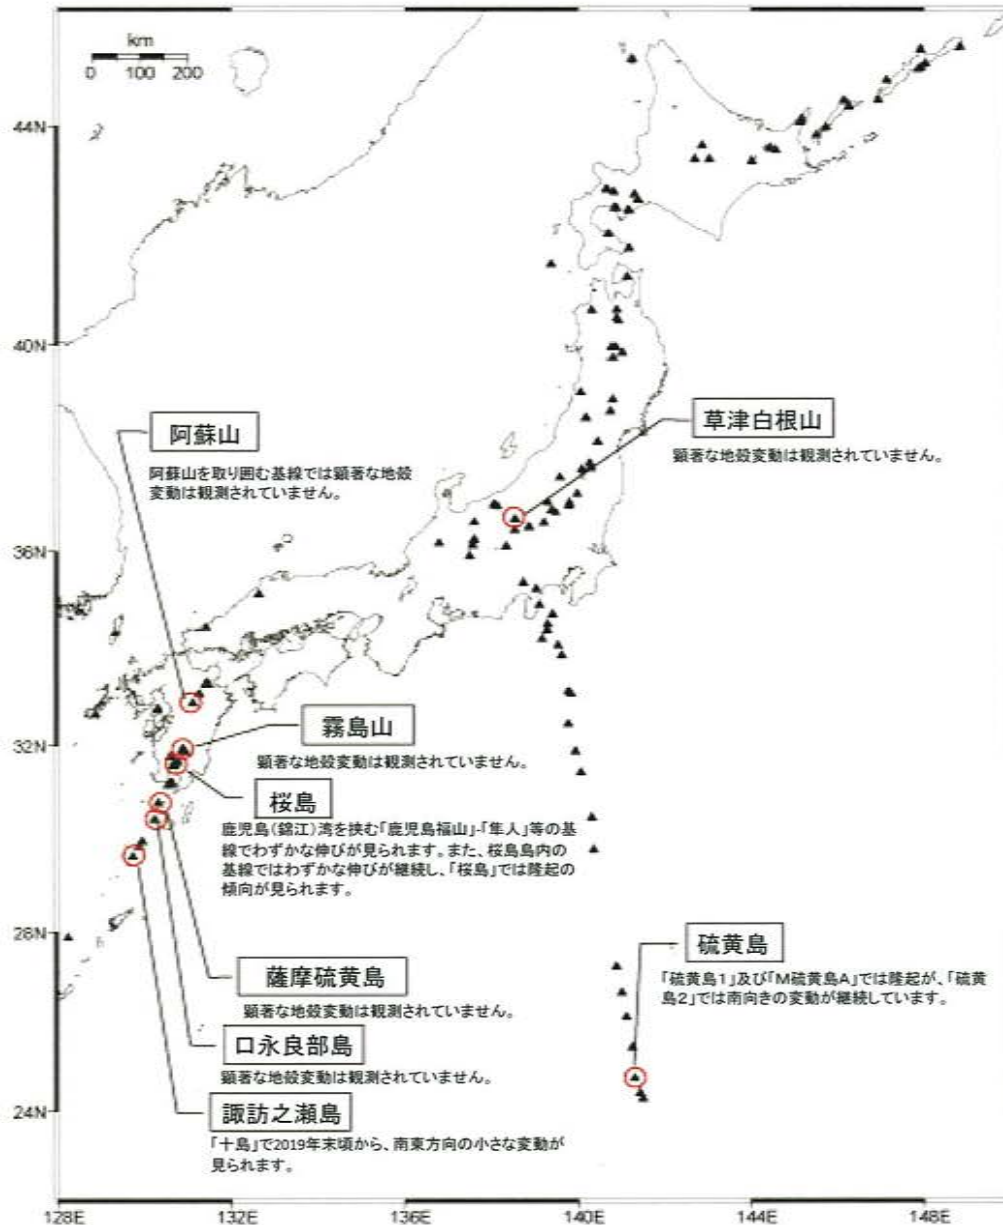 km
0 100 200
44N
40N
36N
32N
28N
24N
128E 132E 136E 140E 144E 148E
草津白根山
顕著な地殻変動は観測されていません。
阿蘇山
阿蘇山を取り囲む基線では顕著な地殻
変動は観測されていません。
霧島山
顕著な地殻変動は観測されていません。
桜島
鹿児島(錦江)湾を挟む「鹿児島福山」-「隼人」等の基
線でわずかな伸びが見られます。また、桜島島内の
基線ではわずかな伸びが継続し、「桜島」では隆起の
傾向が見られます。
薩摩硫黄島
顕著な地殻変動は観測されていません。
口永良部島
顕著な地殻変動は観測されていません。
諏訪之瀬島
「十島」で2019年末頃から、南東方向の小さな変動が
見られます。
硫黄島
「硫黄島1」及び「M硫黄島A」では隆起が、「硫黄
島2」では南向きの変動が継続しています。